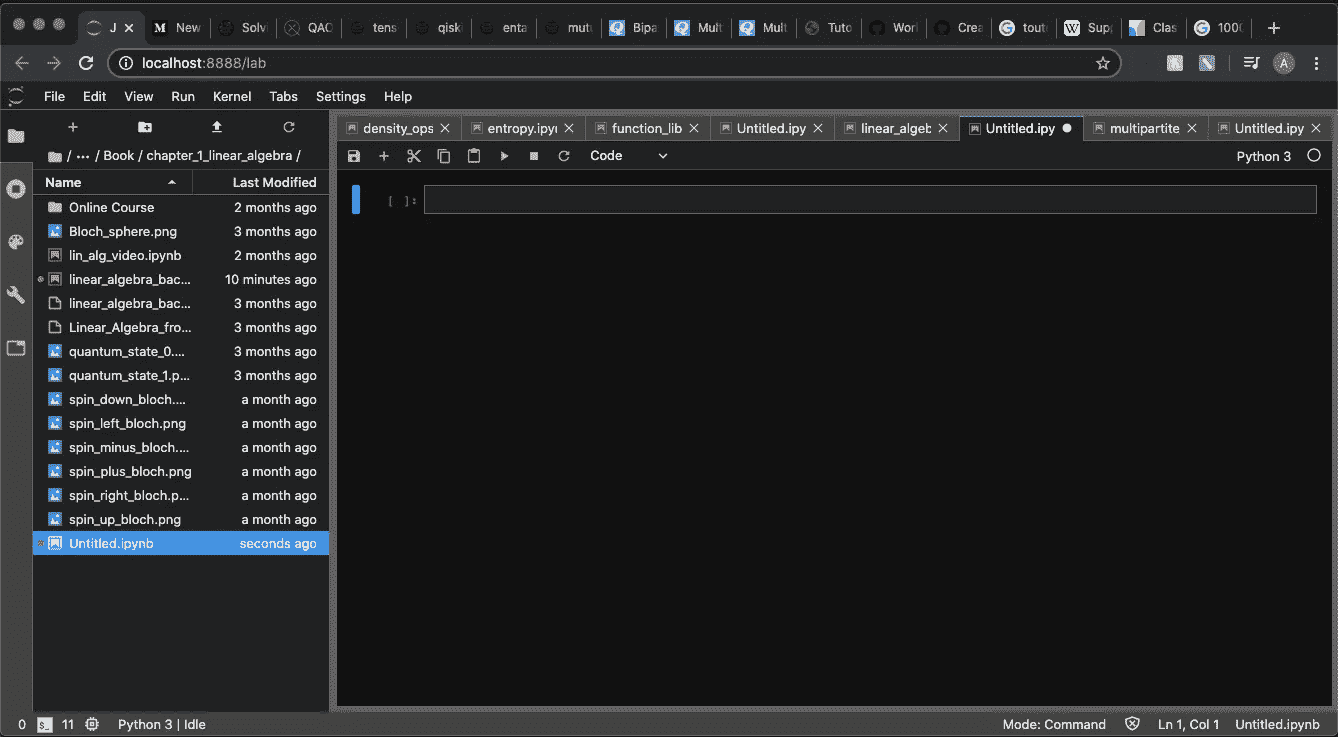 J New Solvi QAO tens qiski enta mutu Bipa Mult Mult Tuto Worl Crea toute Supp Clas 100(
localhost:8888/lab A
File Edit View Run Kernel Tabs Settings Help
density_ops entropy.ipyn function_lib Untitled.ipy linear_algeb Untitled.ipy multipartite Untitled.ipy
/ ··· / Book / chapter_1_linear_algebra / Code Python 3
Name Last Modified
Online Course 2 months ago [ ]:
Bloch_sphere.png 3 months ago
lin_alg_video.ipynb 2 months ago
linear_algebra_bac... 10 minutes ago
linear_algebra_bac... 3 months ago
Linear_Algebra_fro... 3 months ago
quantum_state_0.... 3 months ago
quantum_state_1.p... 3 months ago
spin_down_bloch.... a month ago
spin_left_bloch.png a month ago
spin_minus_bloch.... a month ago
spin_plus_bloch.png a month ago
spin_right_bloch.p... a month ago
spin_up_bloch.png a month ago
Untitled.ipynb seconds ago
0 $_ 11 Python 3 | Idle Mode: Command Ln 1, Col 1 Untitled.ipynb